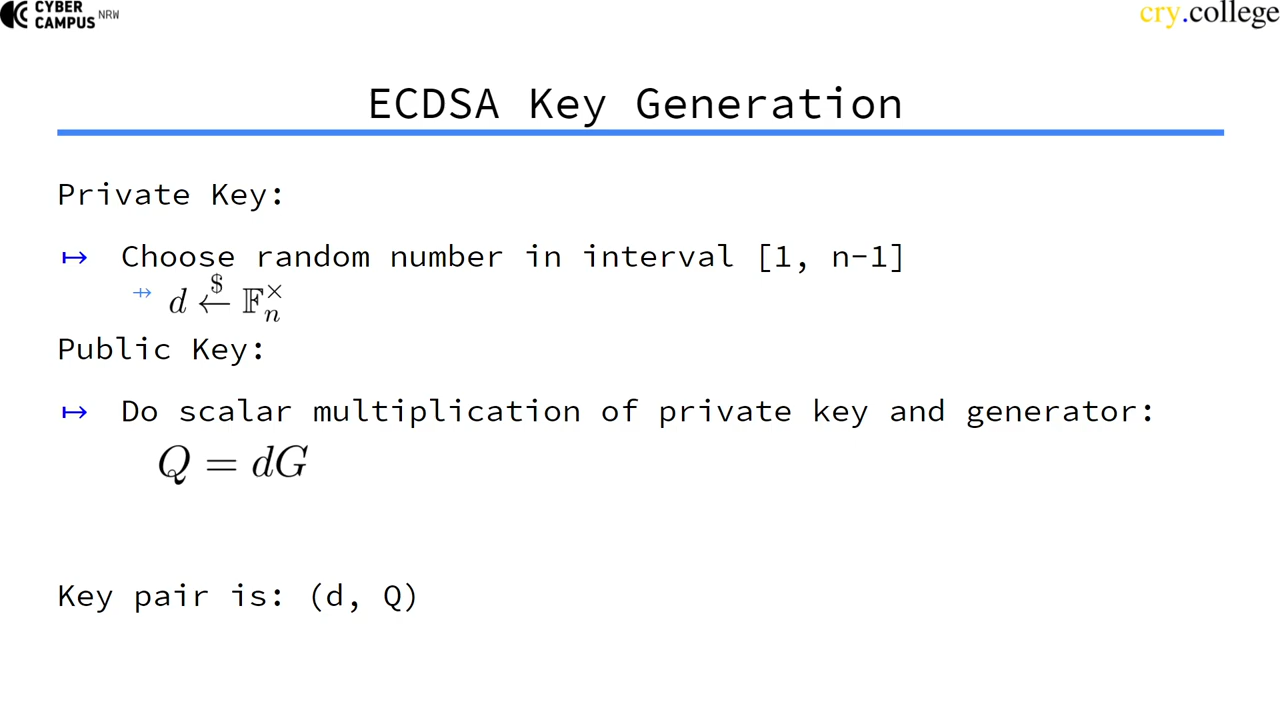 CYBER
CAMPUS NRW
cry.college
ECDSA Key Generation
Private Key:
↦ Choose random number in interval [1, n-1]
⇸ d ←$ 𝔽ₙ×
Public Key:
↦ Do scalar multiplication of private key and generator:
Q = dG
Key pair is: (d, Q)